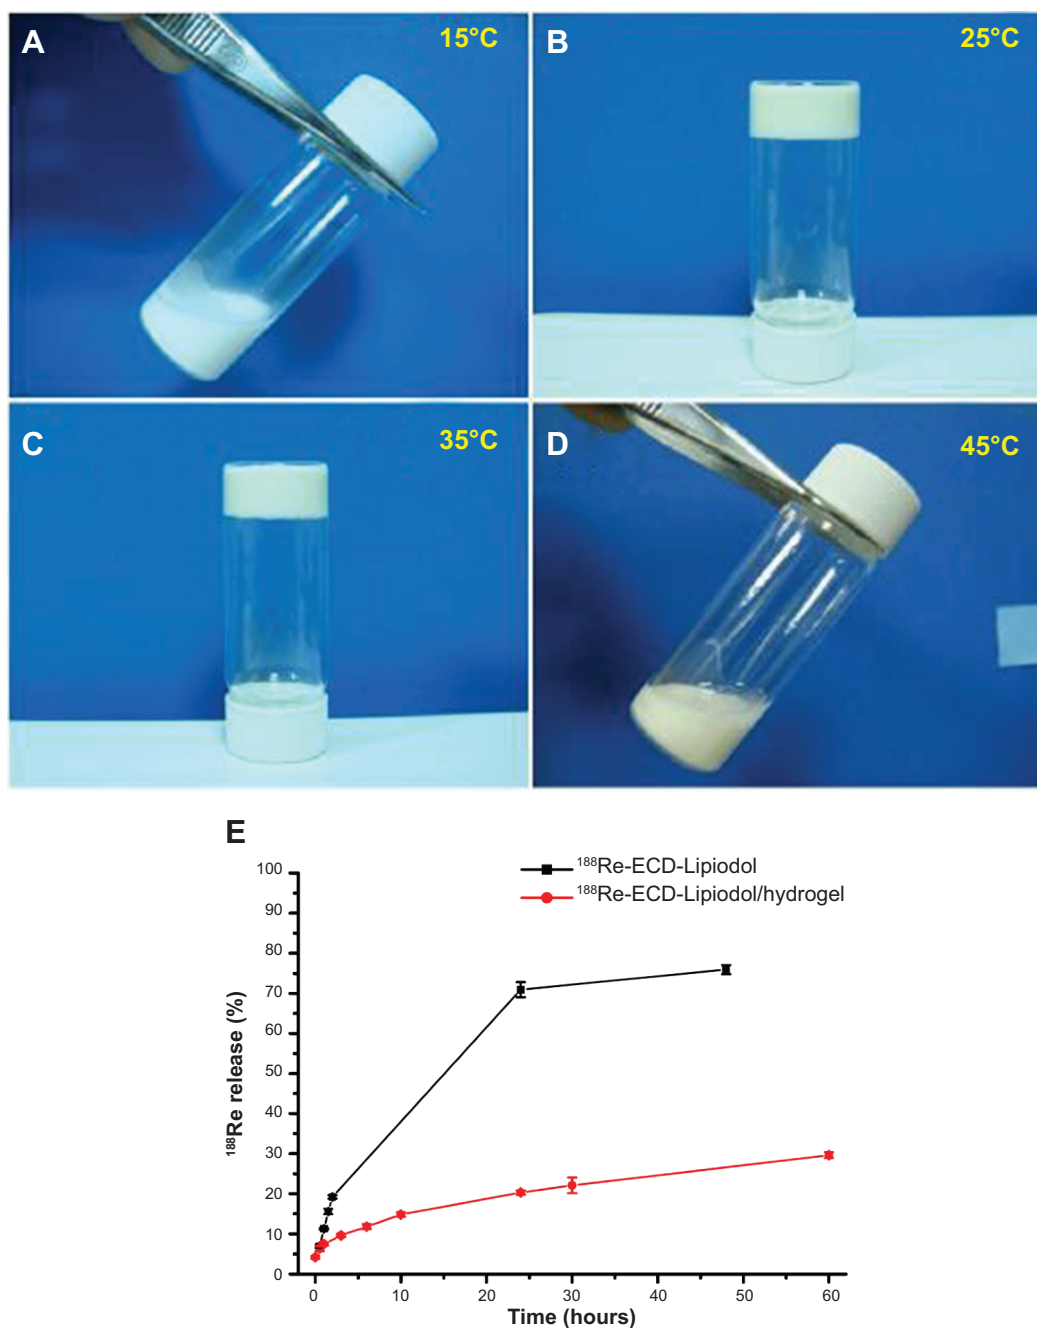 A
15°C
B
25°C
C
35°C
D
45°C
E
¹⁸⁸Re-ECD-Lipiodol
¹⁸⁸Re-ECD-Lipiodol/hydrogel
100
90
80
70
60
50
40
30
20
10
0
¹⁸⁸Re release (%)
0 10 20 30 40 50 60
Time (hours)